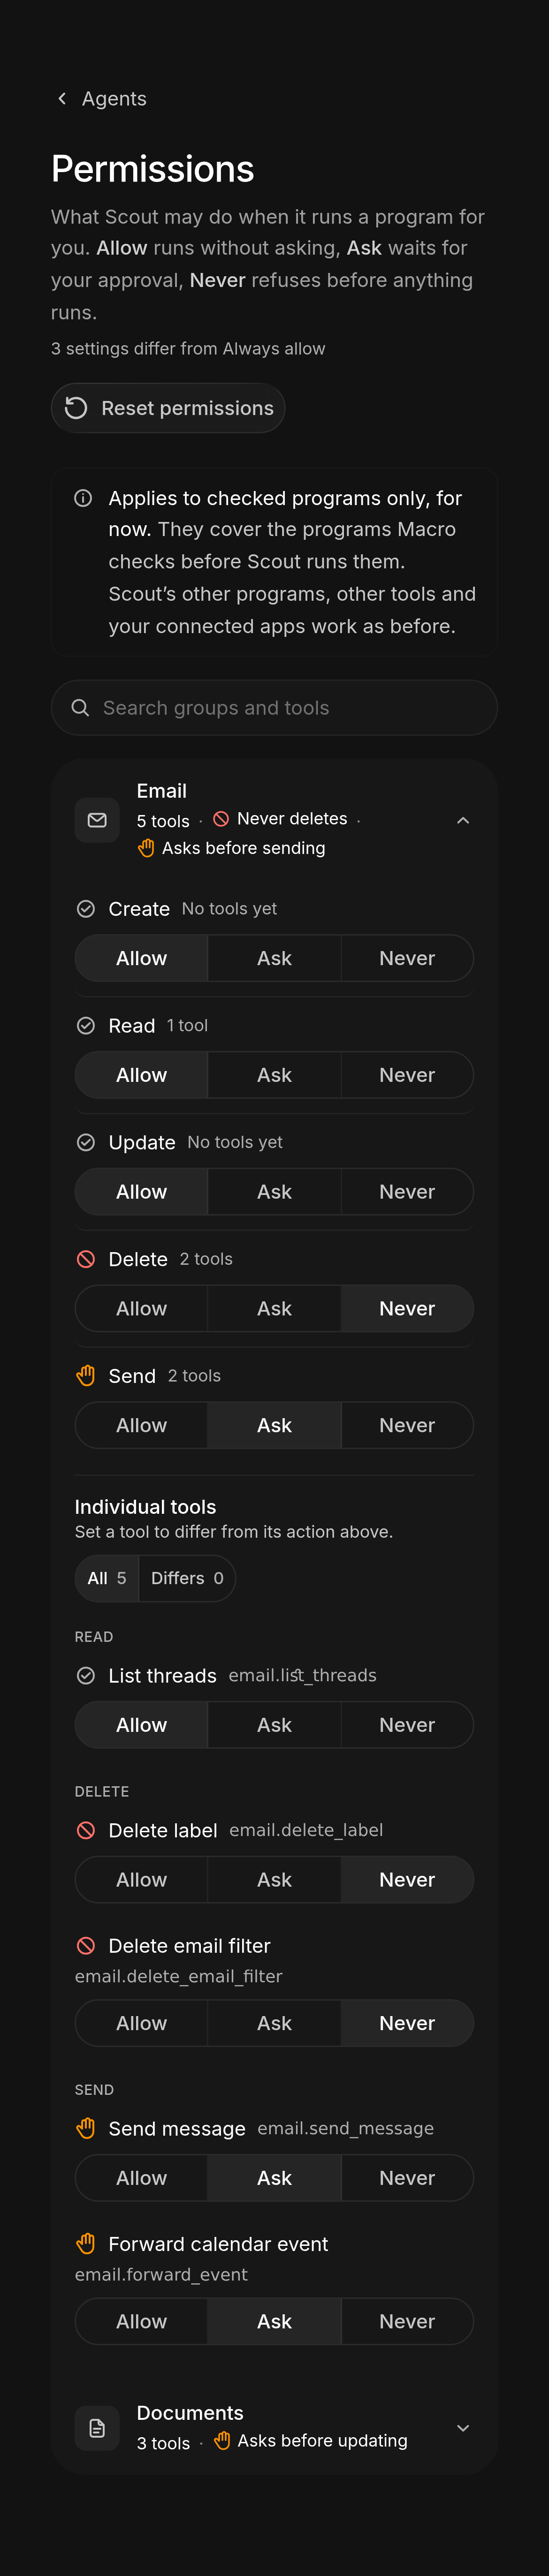 Agents
Permissions
What Scout may do when it runs a program for
you. Allow runs without asking, Ask waits for
your approval, Never refuses before anything
runs.
3 settings differ from Always allow
Reset permissions
Applies to checked programs only, for
now. They cover the programs Macro
checks before Scout runs them.
Scout’s other programs, other tools and
your connected apps work as before.
Search groups and tools
Email
5 tools · Never deletes ·
Asks before sending
Create No tools yet
Allow Ask Never
Read 1 tool
Allow Ask Never
Update No tools yet
Allow Ask Never
Delete 2 tools
Allow Ask Never
Send 2 tools
Allow Ask Never
Individual tools
Set a tool to differ from its action above.
All 5 Differs 0
READ
List threads email.list_threads
Allow Ask Never
DELETE
Delete label email.delete_label
Allow Ask Never
Delete email filter
email.delete_email_filter
Allow Ask Never
SEND
Send message email.send_message
Allow Ask Never
Forward calendar event
email.forward_event
Allow Ask Never
Documents
3 tools · Asks before updating